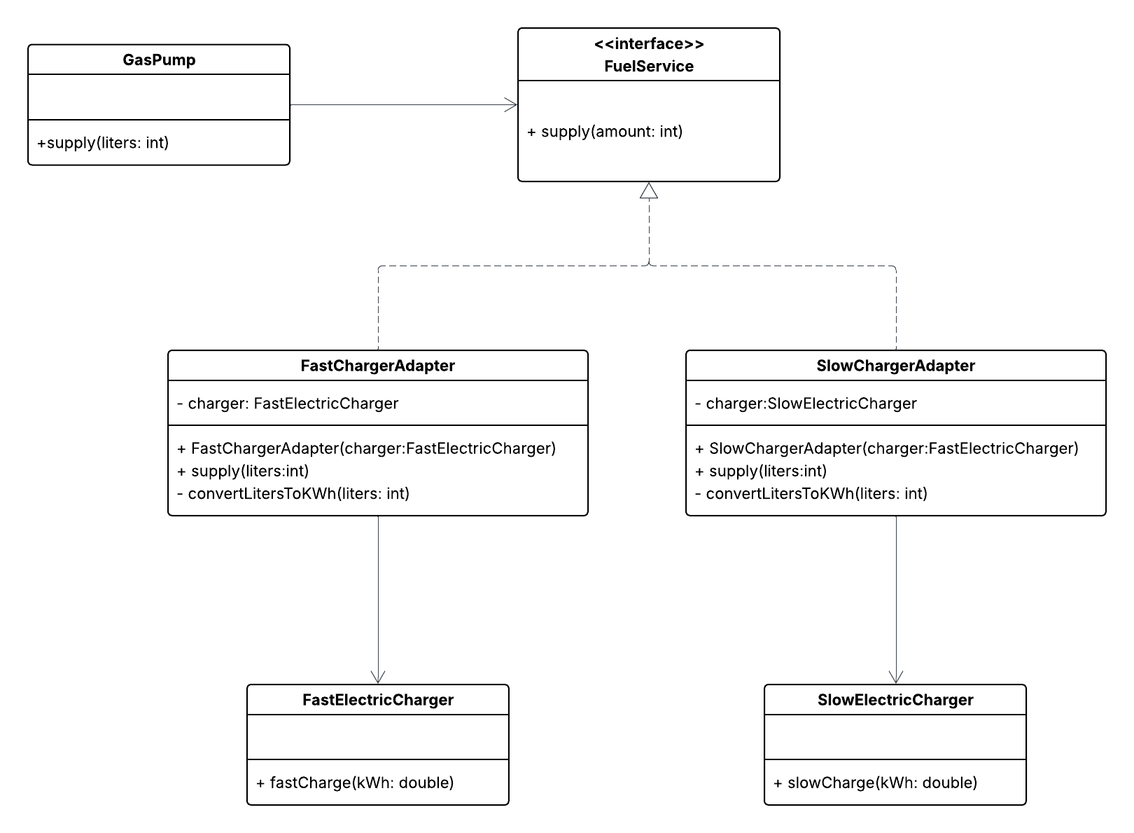 GasPump
+supply(liters: int)
<<interface>>
FuelService
+ supply(amount: int)
FastChargerAdapter
- charger: FastElectricCharger
+ FastChargerAdapter(charger:FastElectricCharger)
+ supply(liters:int)
- convertLitersToKWh(liters: int)
SlowChargerAdapter
- charger:SlowElectricCharger
+ SlowChargerAdapter(charger:FastElectricCharger)
+ supply(liters:int)
- convertLitersToKWh(liters: int)
FastElectricCharger
+ fastCharge(kWh: double)
SlowElectricCharger
+ slowCharge(kWh: double)